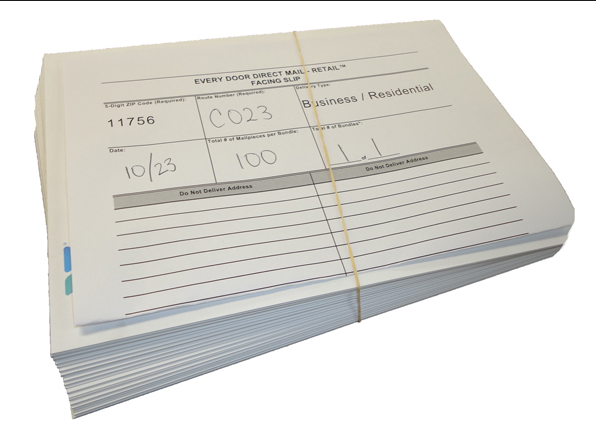 EVERY DOOR DIRECT MAIL - RETAIL™
FACING SLIP
5-Digit ZIP Code (Required):
11756
Route Number (Required):
C023
Delivery Type:
Business / Residential
Date:
10/23
Total # of Mailpieces per Bundle:
100
Total # of Bundles*:
1 of 1
Do Not Deliver Address
Do Not Deliver Address